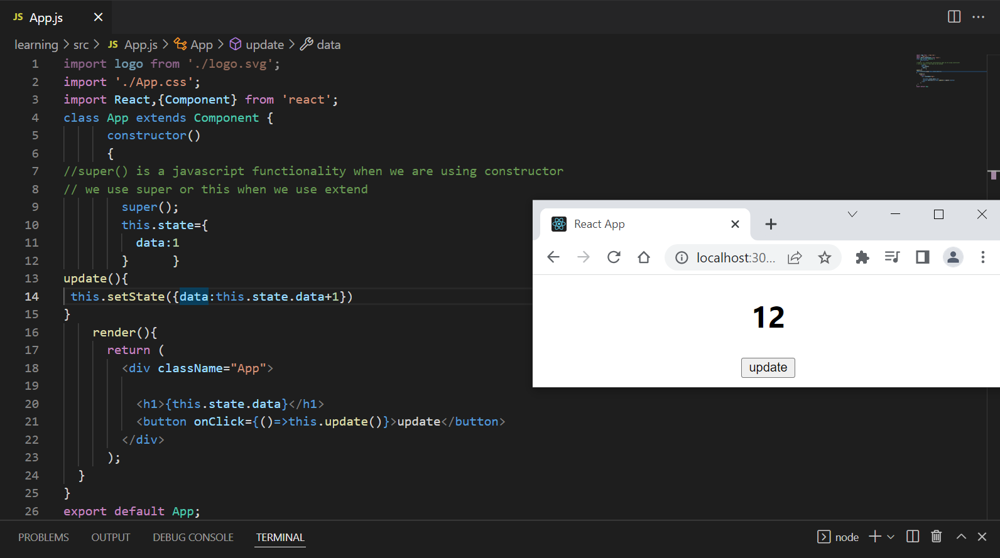 JS App.js
learning > src > JS App.js > App > update > data
1 import logo from './logo.svg';
2 import './App.css';
3 import React,{Component} from 'react';
4 class App extends Component {
5 constructor()
6 {
7 //super() is a javascript functionality when we are using constructor
8 // we use super or this when we use extend
9 super();
10 this.state={
11 data:1
12 } }
13 update(){
14 this.setState({data:this.state.data+1})
15 }
16 render(){
17 return (
18 <div className="App">
19
20 <h1>{this.state.data}</h1>
21 <button onClick={()=>this.update()}>update</button>
22 </div>
23 );
24 }
25 }
26 export default App;
React App
localhost:30...
12
update
PROBLEMS OUTPUT DEBUG CONSOLE TERMINAL node